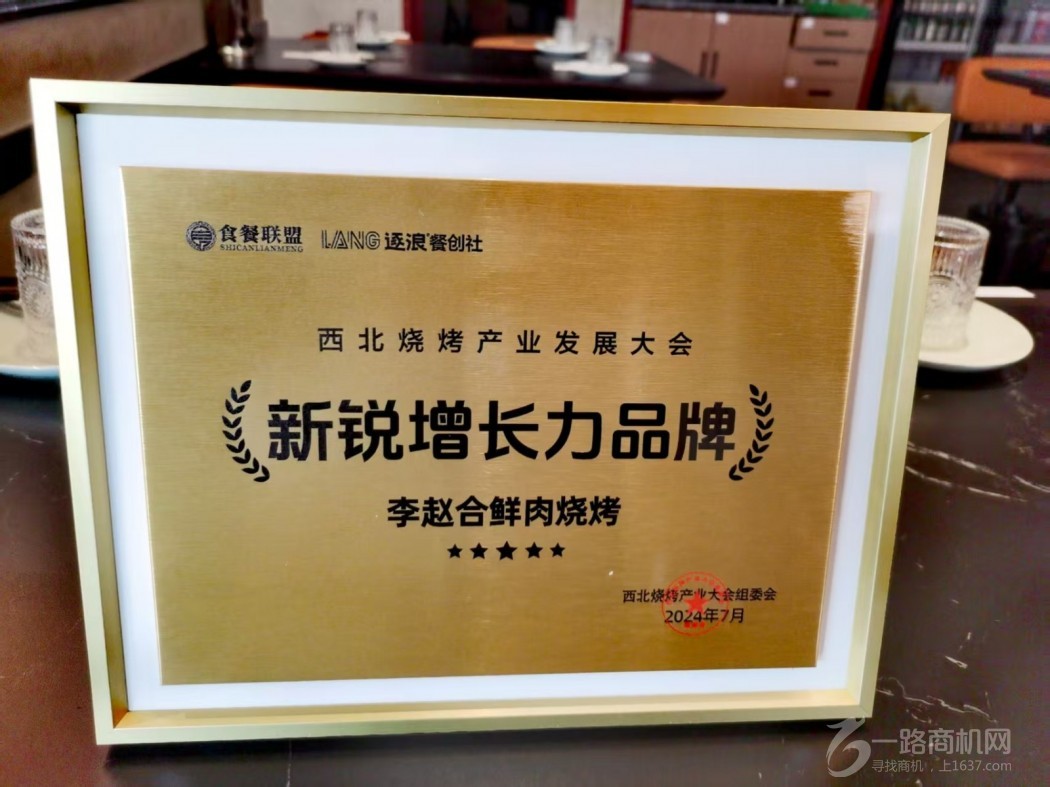 食餐联盟
SHICANLIANMENG
LANG 逐浪餐创社
西北烧烤产业发展大会
新锐增长力品牌
李赵合鲜肉烧烤
西北烧烤产业大会组委会
2024年7月
一路商机网
寻找商机，上1637.com